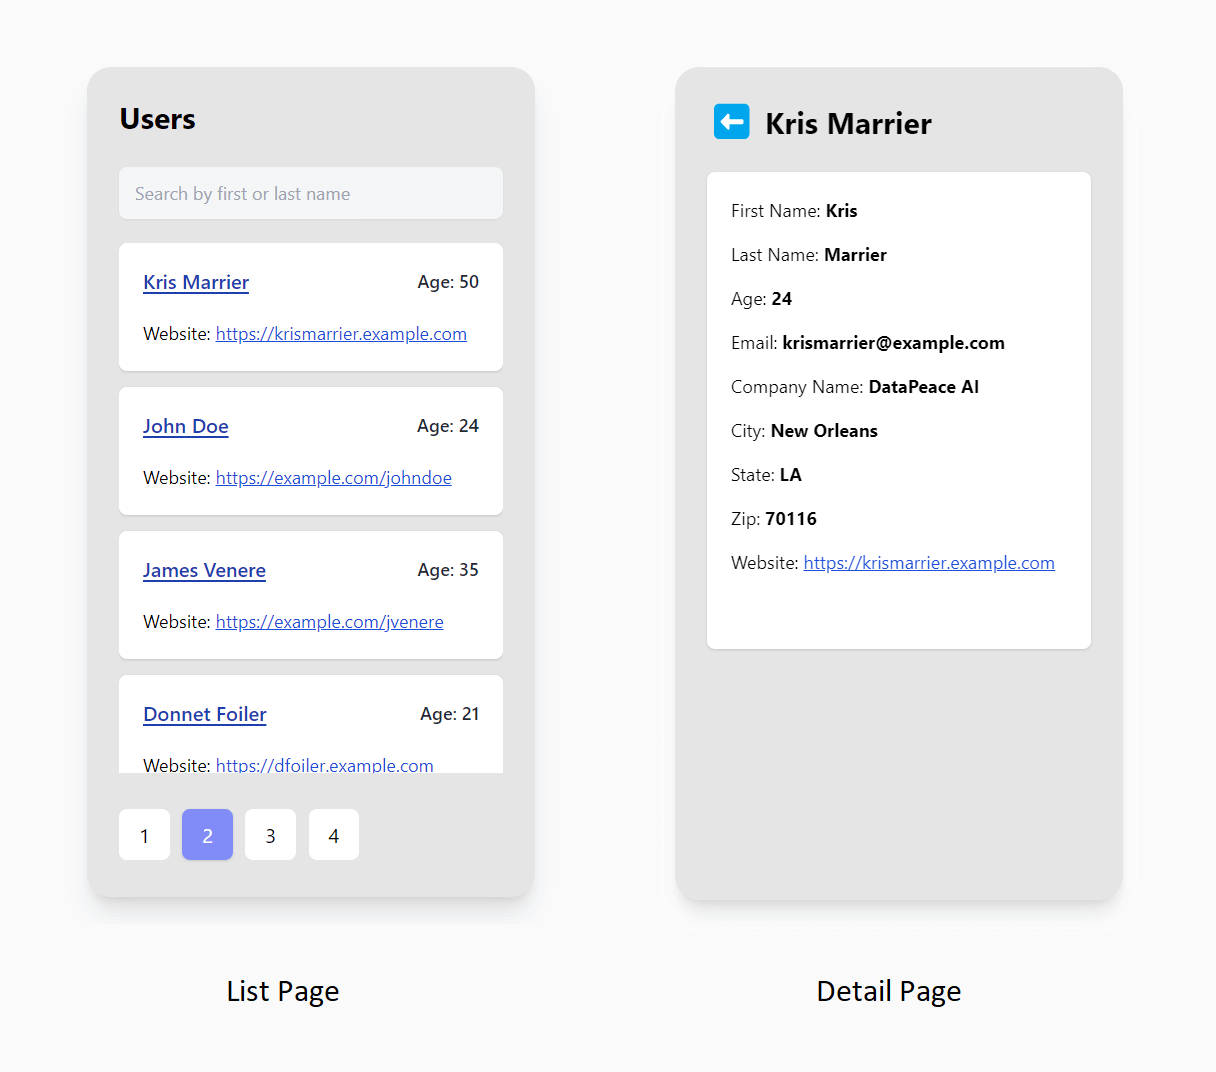 Users
Search by first or last name
Kris Marrier Age: 50
Website: https://krismarrier.example.com
John Doe Age: 24
Website: https://example.com/johndoe
James Venere Age: 35
Website: https://example.com/jvenere
Donnet Foiler Age: 21
Website: https://dfoiler.example.com
1 2 3 4
List Page
Kris Marrier
First Name: Kris
Last Name: Marrier
Age: 24
Email: krismarrier@example.com
Company Name: DataPeace AI
City: New Orleans
State: LA
Zip: 70116
Website: https://krismarrier.example.com
Detail Page